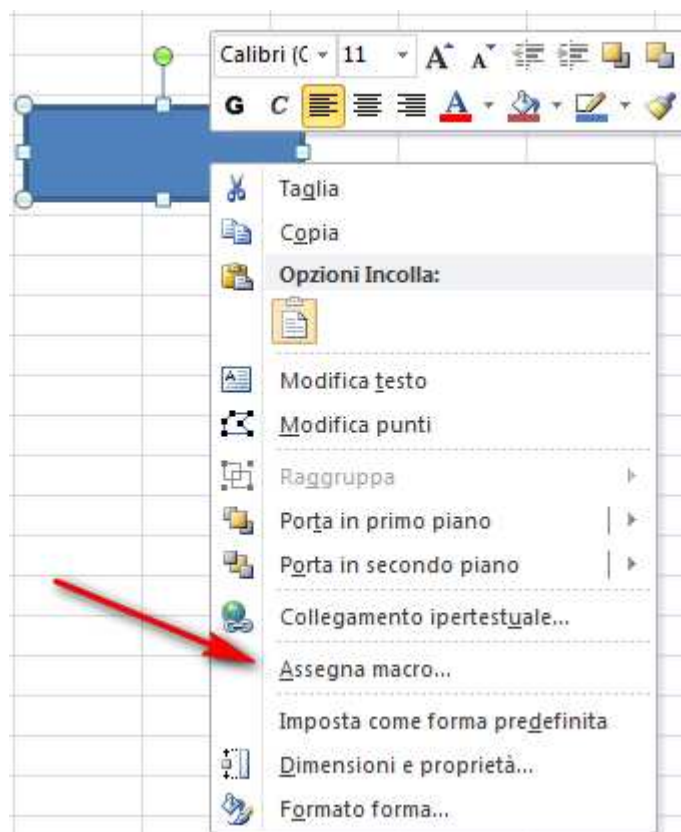 Calibri (C 11 A A
G C A
Taglia
Copia
Opzioni Incolla:
Modifica testo
Modifica punti
Raggruppa
Porta in primo piano
Porta in secondo piano
Collegamento ipertestuale...
Assegna macro...
Imposta come forma predefinita
Dimensioni e proprietà...
Formato forma...